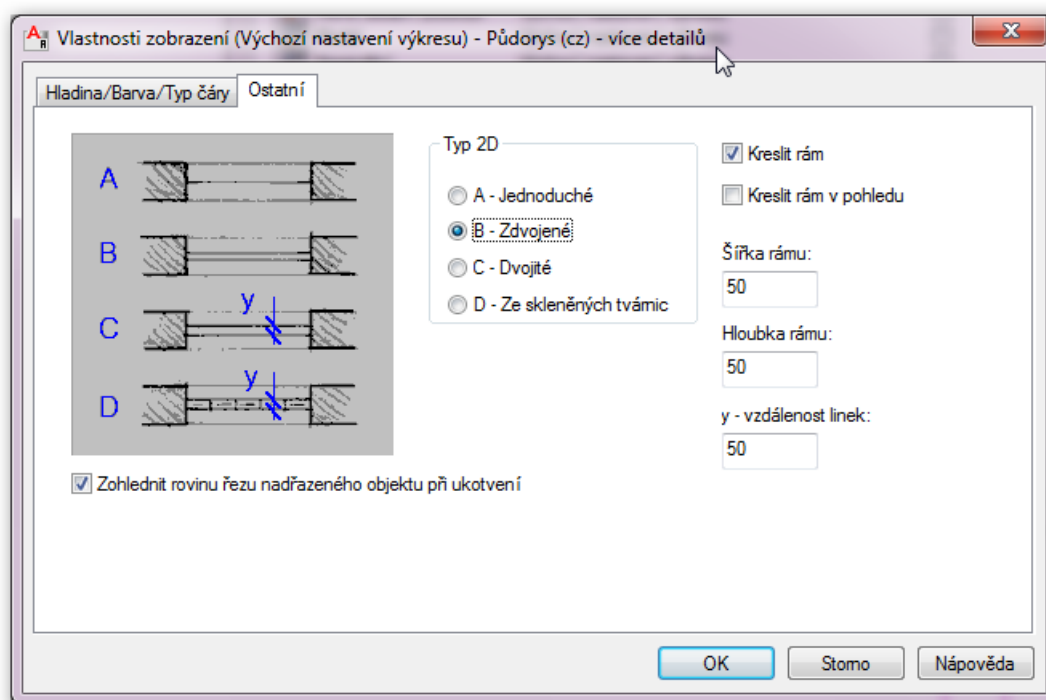 Vlastnosti zobrazení (Výchozí nastavení výkresu) - Půdorys (cz) - více detailů
Hladina/Barva/Typ čáry
Ostatní
A
B
C
y
D
y
Typ 2D
A - Jednoduché
B - Zdvojené
C - Dvojité
D - Ze skleněných tvárnic
Kreslit rám
Kreslit rám v pohledu
Šířka rámu:
50
Hloubka rámu:
50
y - vzdálenost linek:
50
Zohlednit rovinu řezu nadřazeného objektu při ukotvení
OK
Storno
Nápověda